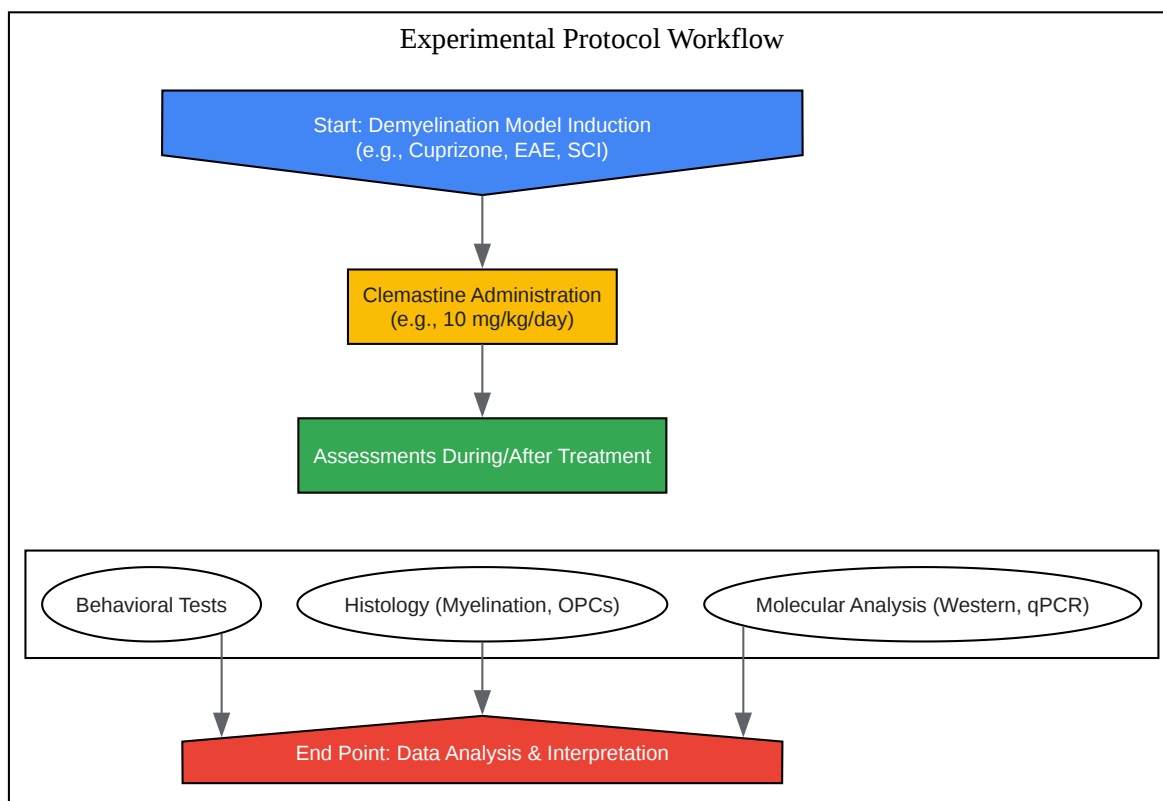 Experimental Protocol Workflow
Start: Demyelination Model Induction
(e.g., Cuprizone, EAE, SCI)
Clemastine Administration
(e.g., 10 mg/kg/day)
Assessments During/After Treatment
Behavioral Tests
Histology (Myelination, OPCs)
Molecular Analysis (Western, qPCR)
End Point: Data Analysis & Interpretation